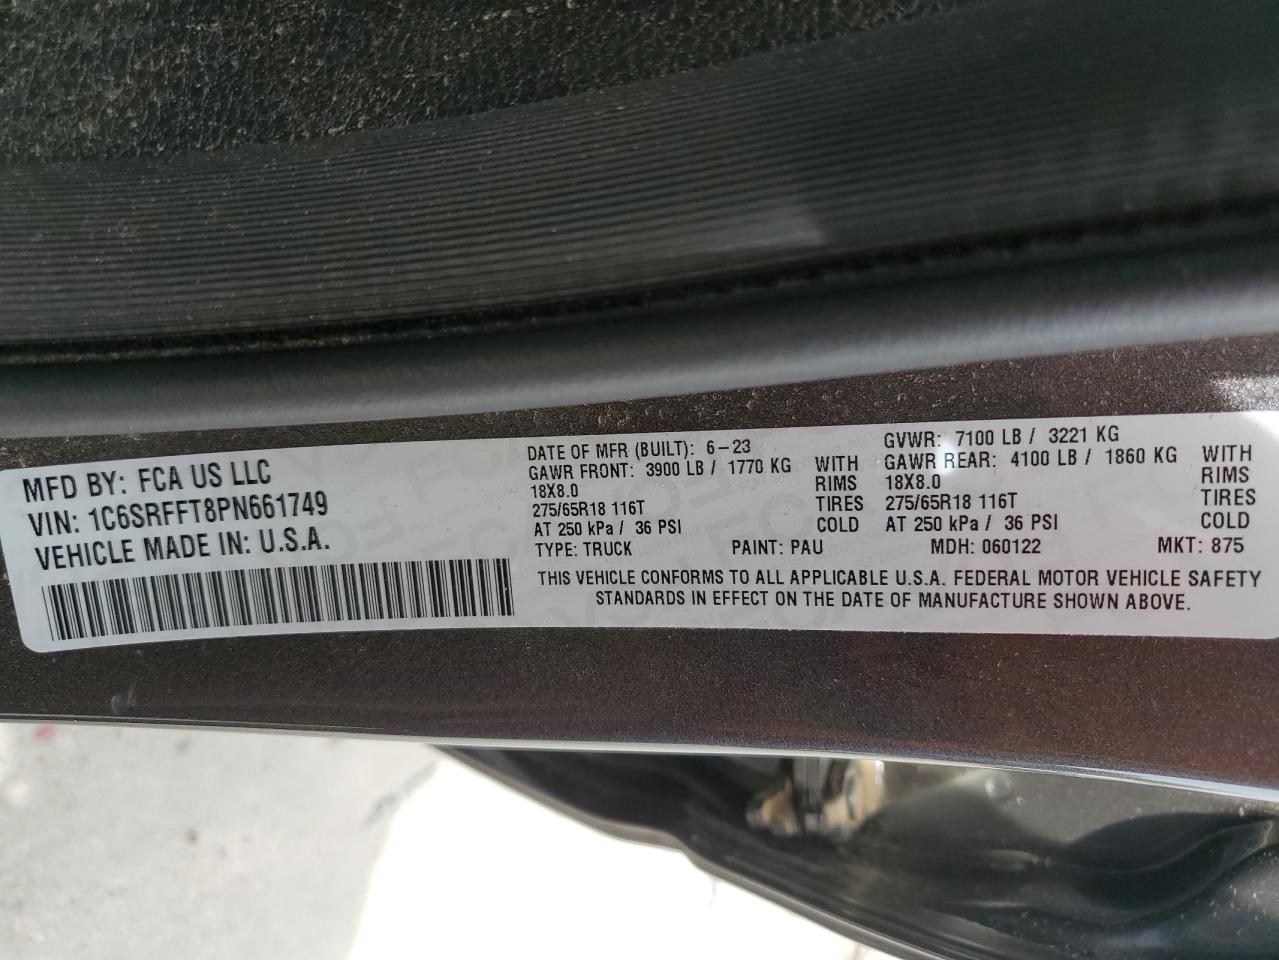 MFD BY: FCA US LLC
VIN: 1C6SRFFT8PN661749
VEHICLE MADE IN: U.S.A.
DATE OF MFR (BUILT): 6-23
GAWR FRONT: 3900 LB / 1770 KG WITH
18X8.0 RIMS
275/65R18 116T TIRES
AT 250 kPa / 36 PSI COLD
GVWR: 7100 LB / 3221 KG
GAWR REAR: 4100 LB / 1860 KG WITH
18X8.0 RIMS
275/65R18 116T TIRES
AT 250 kPa / 36 PSI COLD
TYPE: TRUCK PAINT: PAU MDH: 060122 MKT: 875
THIS VEHICLE CONFORMS TO ALL APPLICABLE U.S.A. FEDERAL MOTOR VEHICLE SAFETY
STANDARDS IN EFFECT ON THE DATE OF MANUFACTURE SHOWN ABOVE.